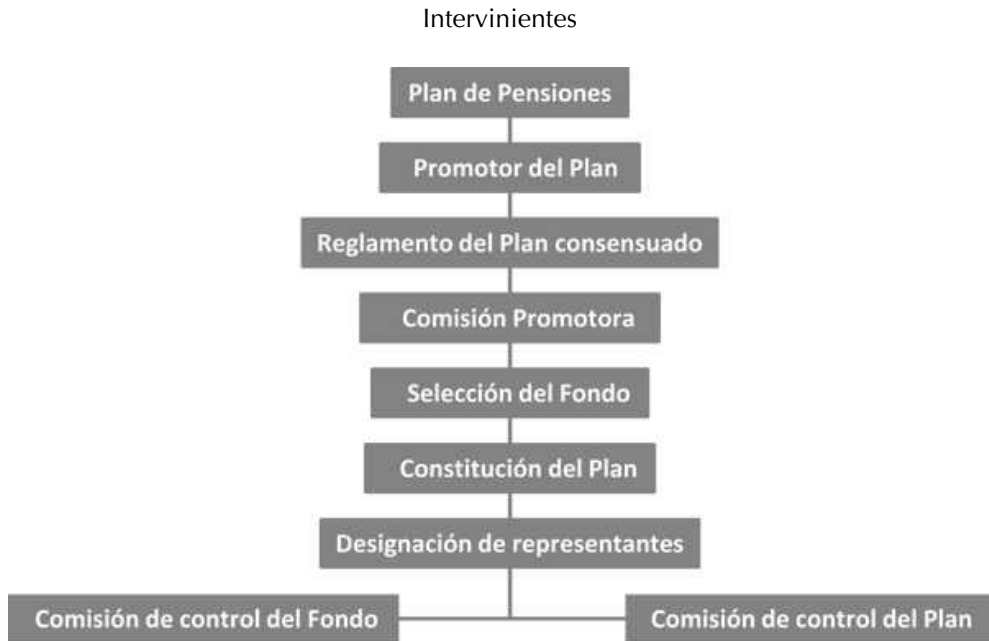 Intervinientes
Plan de Pensiones
Promotor del Plan
Reglamento del Plan consensuado
Comisión Promotora
Selección del Fondo
Constitución del Plan
Designación de representantes
Comisión de control del Fondo
Comisión de control del Plan